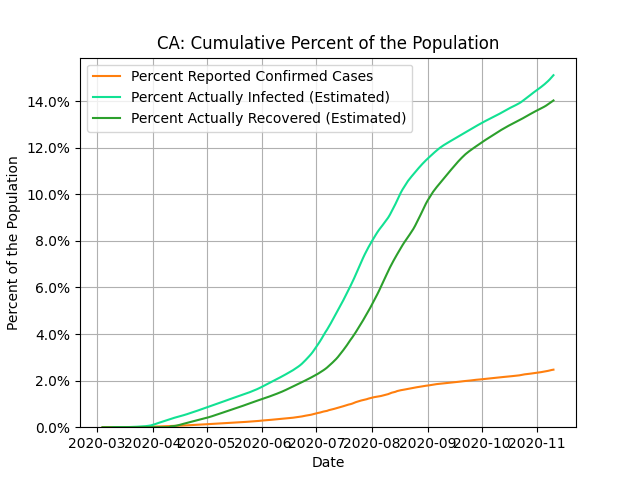 CA: Cumulative Percent of the Population
Percent Reported Confirmed Cases
Percent Actually Infected (Estimated)
Percent Actually Recovered (Estimated)
14.0%
12.0%
10.0%
8.0%
6.0%
4.0%
2.0%
0.0%
Percent of the Population
2020-03 2020-04 2020-05 2020-06 2020-07 2020-08 2020-09 2020-10 2020-11
Date